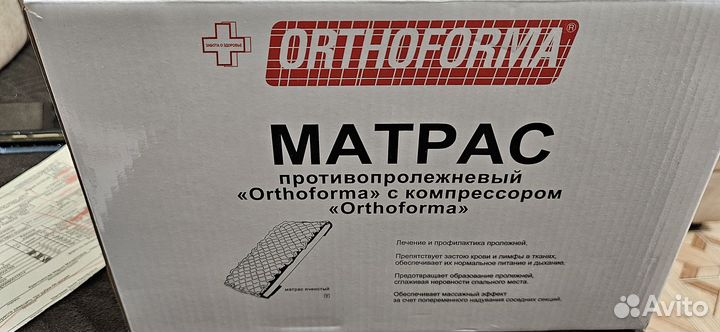 ЗАБОТА О ЗДОРОВЬЕ
ORTHOFORMA®
МАТРАС
противопролежневый
«Orthoforma» с компрессором
«Orthoforma»
Лечение и профилактика пролежней.
Препятствует застою крови и лимфы в тканях,
обеспечивает их нормальное питание и дыхание.
Предотвращает образование пролежней,
сглаживая неровности спального места.
Обеспечивает массажный эффект
за счет попеременного надувания соседних секций.
матрас ячеистый
Avito